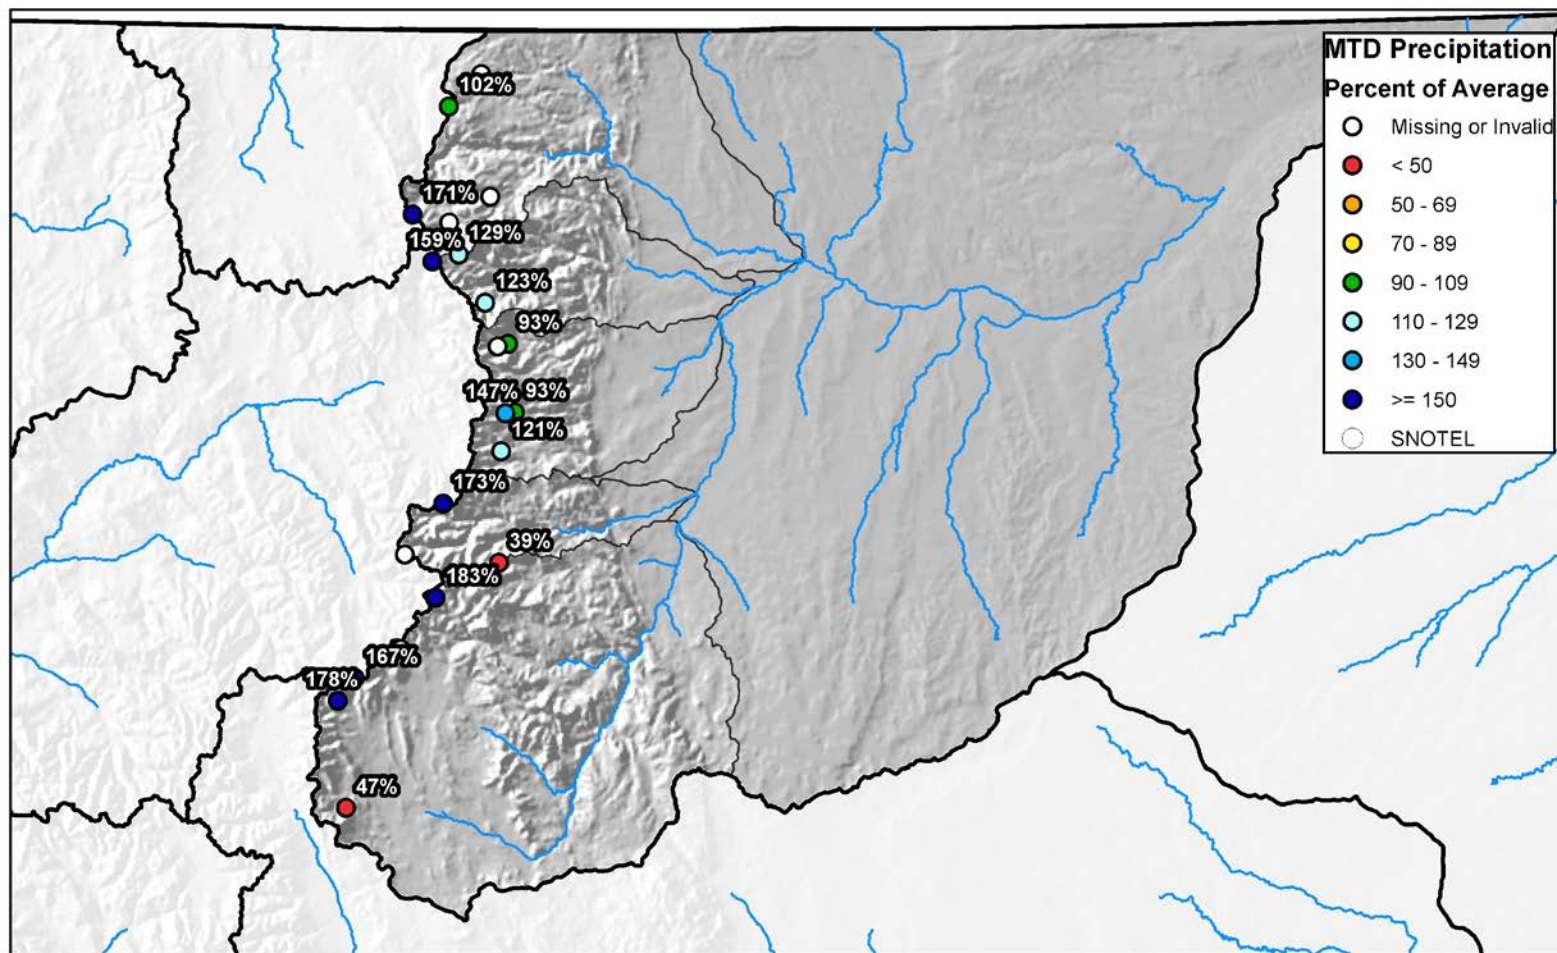 MTD Precipitation
Percent of Average
Missing or Invalid
< 50
50 - 69
70 - 89
90 - 109
110 - 129
130 - 149
>= 150
SNOTEL
102%
171%
129%
159%
123%
93%
147%
93%
121%
173%
39%
183%
167%
178%
47%